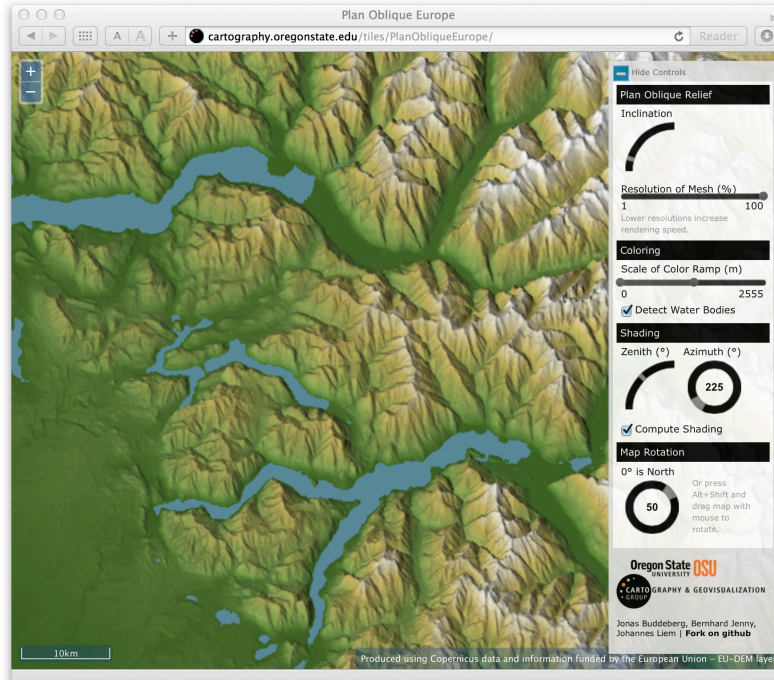 Plan Oblique Europe
A A
cartography.oregonstate.edu/tiles/PlanObliqueEurope/
Reader
Hide Controls
Plan Oblique Relief
Inclination
Resolution of Mesh (%)
1 100
Lower resolutions increase
rendering speed.
Coloring
Scale of Color Ramp (m)
0 2555
Detect Water Bodies
Shading
Zenith (°) Azimuth (°)
225
Compute Shading
Map Rotation
0° is North
50
Or press
Alt+Shift and
drag map with
mouse to
rotate.
Oregon State OSU
UNIVERSITY
CARTOGRAPHY & GEOVISUALIZATION
GROUP
Jonas Buddeberg, Bernhard Jenny,
Johannes Liem | Fork on github
10km
Produced using Copernicus data and information funded by the European Union – EU-DEM laye